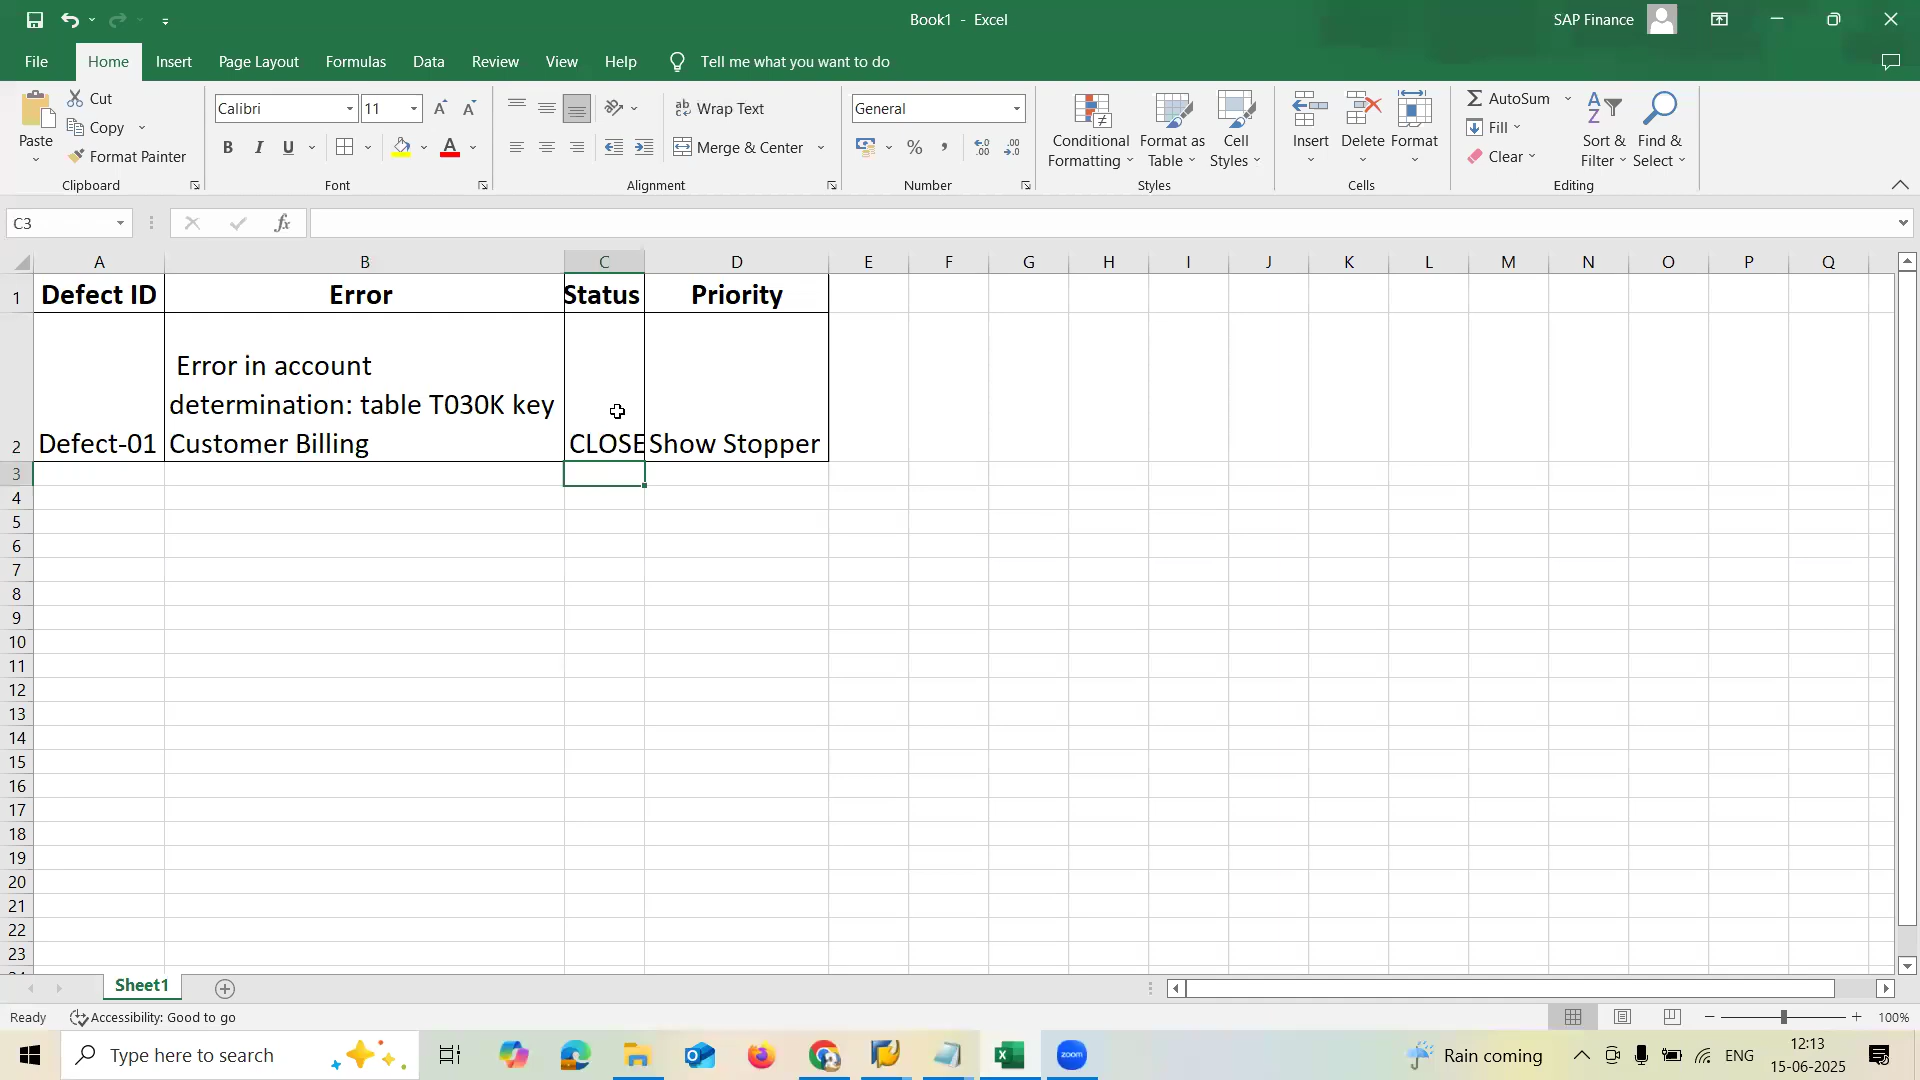 Book1 - Excel
SAP Finance
File
Home
Insert
Page Layout
Formulas
Data
Review
View
Help
Tell me what you want to do
Paste
Cut
Copy
Format Painter
Clipboard
Calibri
11
B I U
Font
Wrap Text
Merge & Center
Alignment
General
Number
Conditional Formatting
Format as Table
Cell Styles
Styles
Insert
Delete
Format
Cells
AutoSum
Fill
Clear
Sort & Filter
Find & Select
Editing
C3
fx
A B C D E F G H I J K L M N O P Q
1 Defect ID Error Status Priority
Error in account
determination: table T030K key
2 Defect-01 Customer Billing CLOSE Show Stopper
3
4
5
6
7
8
9
10
11
12
13
14
15
16
17
18
19
20
21
22
23
Sheet1
Ready
Accessibility: Good to go
100%
Type here to search
zoom
Rain coming
ENG
12:13
15-06-2025